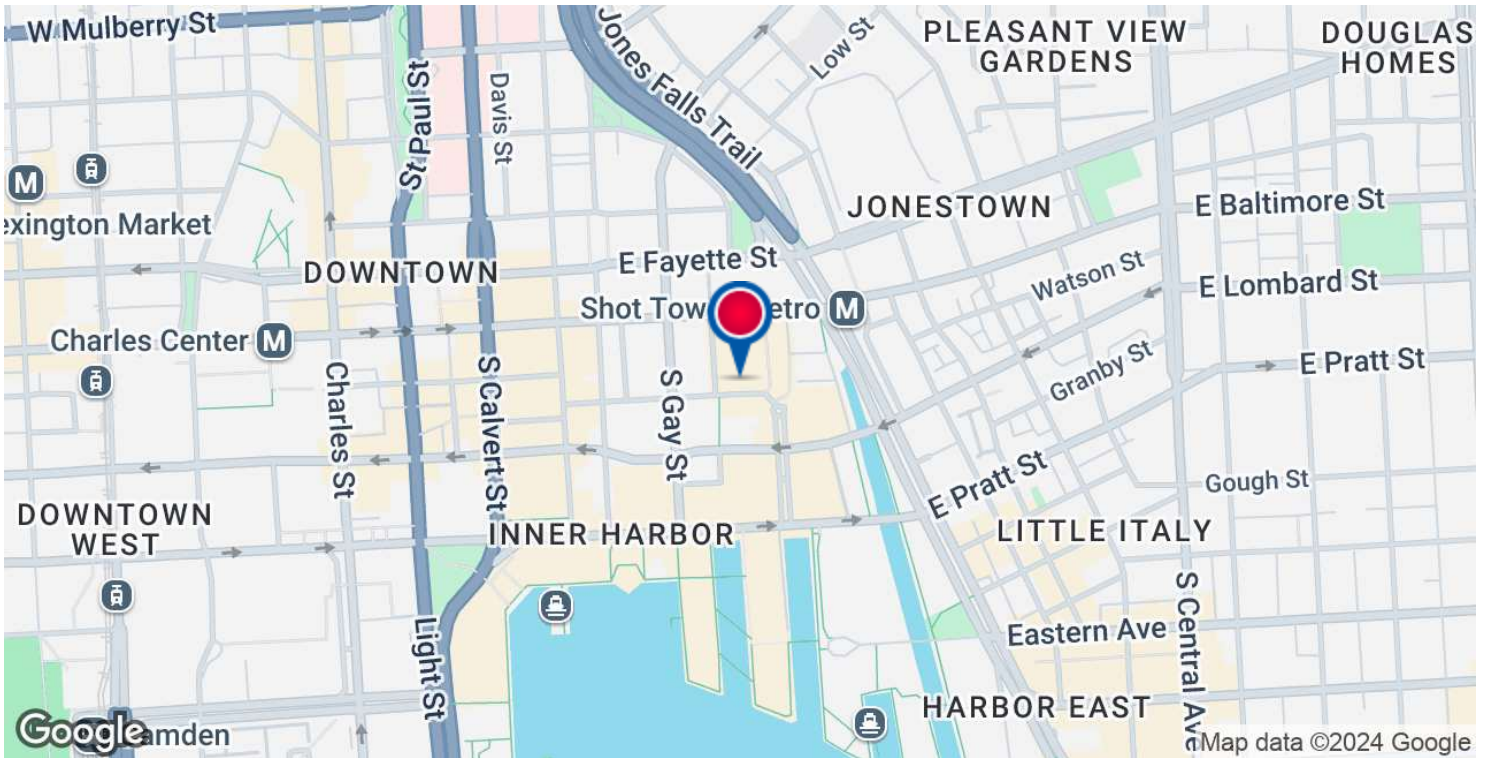 W Mulberry St
St Paul St
Davis St
Jones Falls Trail
Low St
PLEASANT VIEW
GARDENS
DOUGLAS
HOMES
M
exington Market
JONESTOWN
E Baltimore St
DOWNTOWN
E Fayette St
Watson St
E Lombard St
Shot Tow
etro
M
Charles Center
M
Charles St
S Calvert St
S Gay St
Granby St
E Pratt St
E Pratt St
Gough St
DOWNTOWN
WEST
INNER HARBOR
LITTLE ITALY
S Central Ave
Light St
Eastern Ave
HARBOR EAST
Google
amden
Map data ©2024 Google